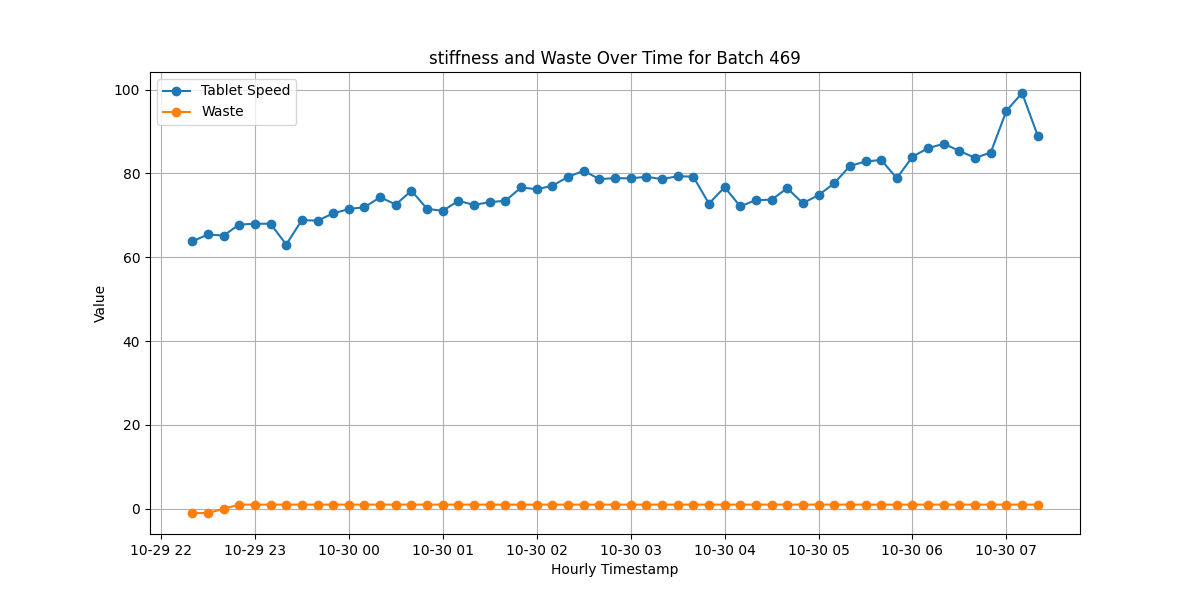 stiffness and Waste Over Time for Batch 469
Tablet Speed
Waste
100
80
60
40
20
0
Value
10-29 22 10-29 23 10-30 00 10-30 01 10-30 02 10-30 03 10-30 04 10-30 05 10-30 06 10-30 07
Hourly Timestamp